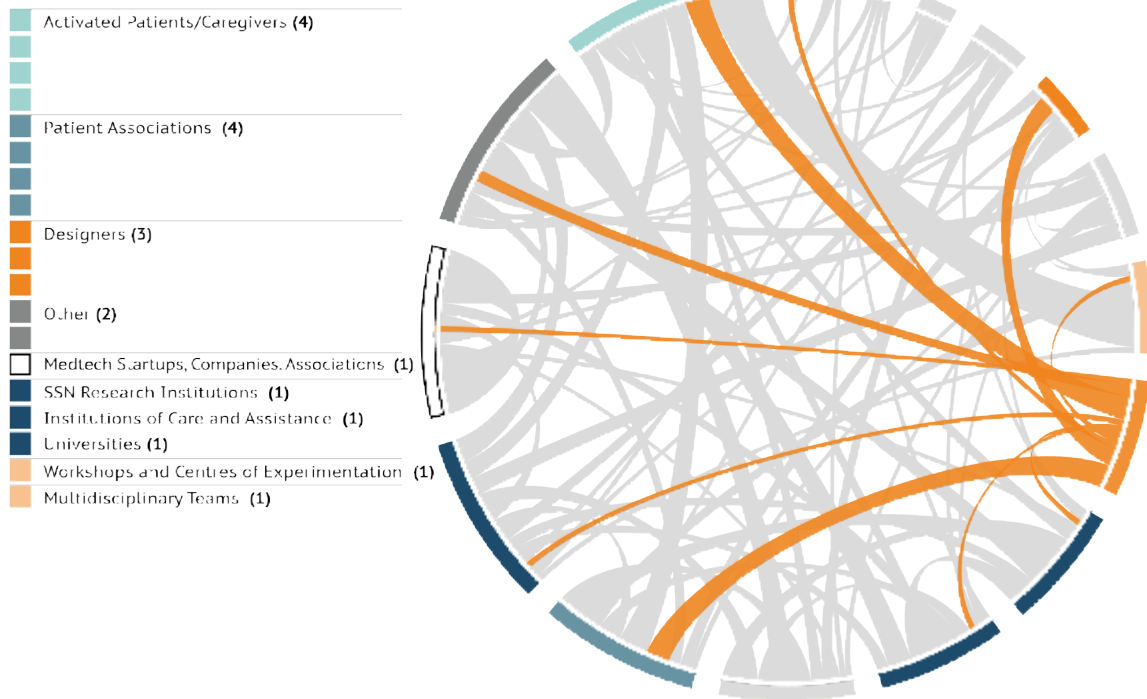 Activated Patients/Caregivers (4)
Patient Associations (4)
Designers (3)
Other (2)
Medtech Startups, Companies, Associations (1)
SSN Research Institutions (1)
Institutions of Care and Assistance (1)
Universities (1)
Workshops and Centres of Experimentation (1)
Multidisciplinary Teams (1)